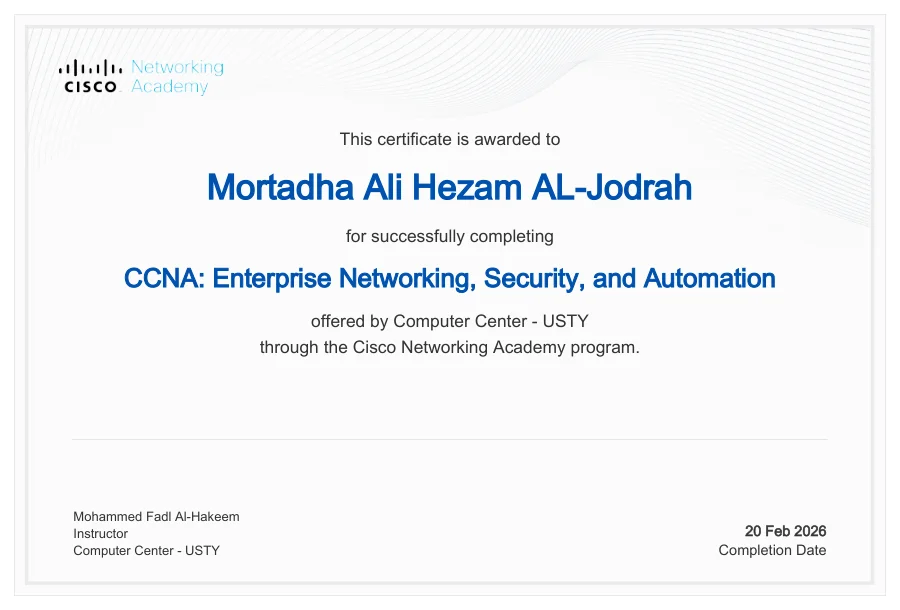 Networking
CISCO Academy
This certificate is awarded to
Mortadha Ali Hezam AL-Jodrah
for successfully completing
CCNA: Enterprise Networking, Security, and Automation
offered by Computer Center - USTY
through the Cisco Networking Academy program.
Mohammed Fadl Al-Hakeem
Instructor
Computer Center - USTY
20 Feb 2026
Completion Date